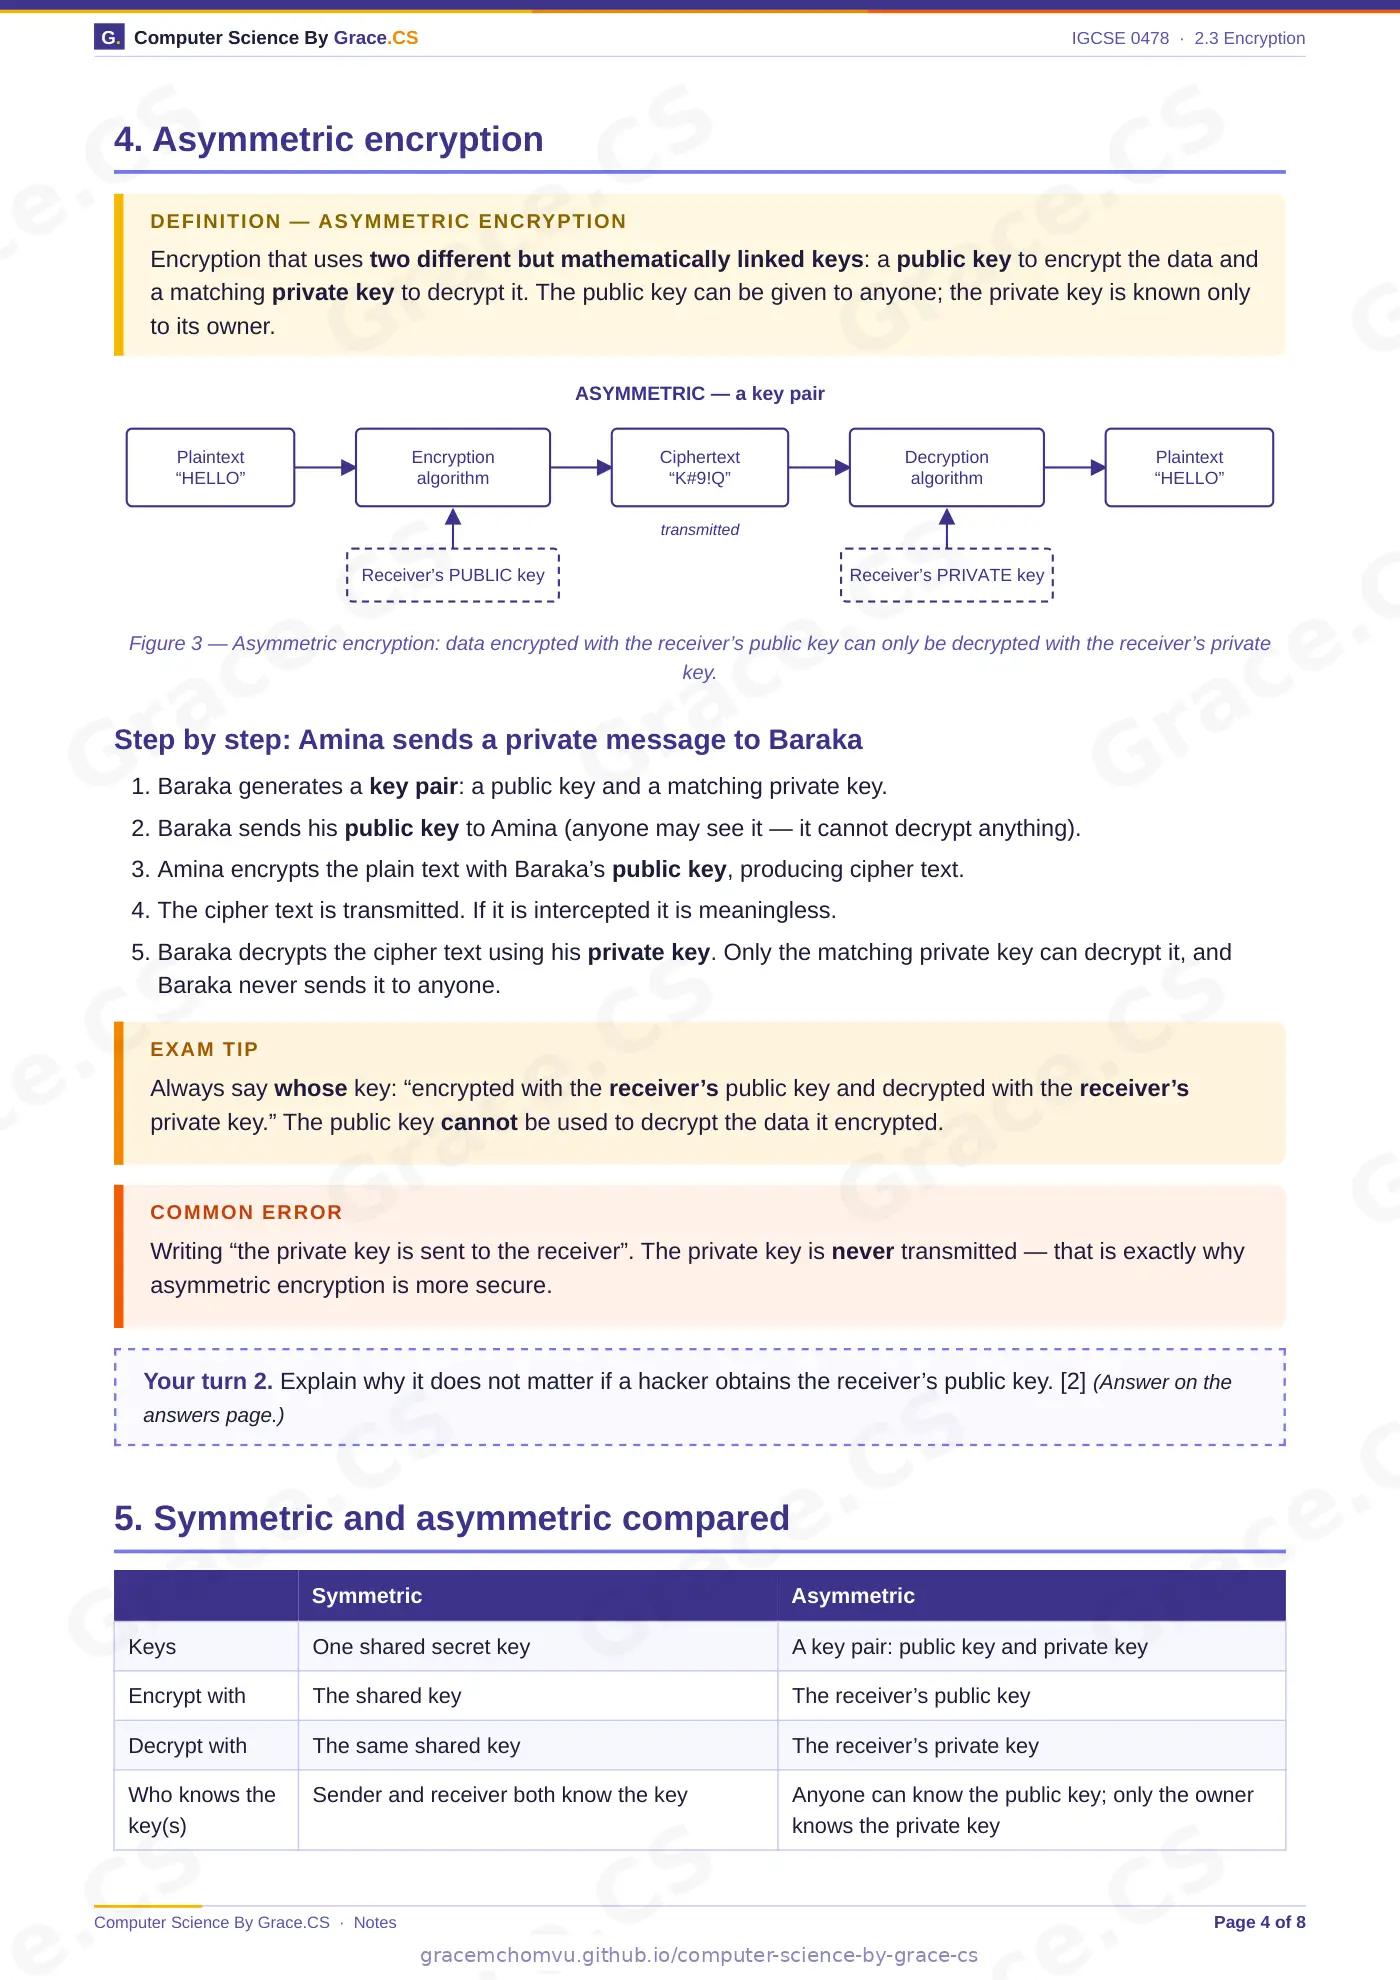 G. Computer Science By Grace.CS
IGCSE 0478 · 2.3 Encryption
4. Asymmetric encryption
DEFINITION — ASYMMETRIC ENCRYPTION
Encryption that uses two different but mathematically linked keys: a public key to encrypt the data and
a matching private key to decrypt it. The public key can be given to anyone; the private key is known only
to its owner.
ASYMMETRIC — a key pair
Plaintext
“HELLO”
Encryption
algorithm
Ciphertext
“K#9!Q”
Decryption
algorithm
Plaintext
“HELLO”
transmitted
Receiver’s PUBLIC key
Receiver’s PRIVATE key
Figure 3 — Asymmetric encryption: data encrypted with the receiver’s public key can only be decrypted with the receiver’s private
key.
Step by step: Amina sends a private message to Baraka
1. Baraka generates a key pair: a public key and a matching private key.
2. Baraka sends his public key to Amina (anyone may see it — it cannot decrypt anything).
3. Amina encrypts the plain text with Baraka’s public key, producing cipher text.
4. The cipher text is transmitted. If it is intercepted it is meaningless.
5. Baraka decrypts the cipher text using his private key. Only the matching private key can decrypt it, and
Baraka never sends it to anyone.
EXAM TIP
Always say whose key: “encrypted with the receiver’s public key and decrypted with the receiver’s
private key.” The public key cannot be used to decrypt the data it encrypted.
COMMON ERROR
Writing “the private key is sent to the receiver”. The private key is never transmitted — that is exactly why
asymmetric encryption is more secure.
Your turn 2. Explain why it does not matter if a hacker obtains the receiver’s public key. [2] (Answer on the
answers page.)
5. Symmetric and asymmetric compared
Symmetric
Asymmetric
Keys
One shared secret key
A key pair: public key and private key
Encrypt with
The shared key
The receiver’s public key
Decrypt with
The same shared key
The receiver’s private key
Who knows the
key(s)
Sender and receiver both know the key
Anyone can know the public key; only the owner
knows the private key
Computer Science By Grace.CS · Notes
Page 4 of 8
gracemchomvu.github.io/computer-science-by-grace-cs